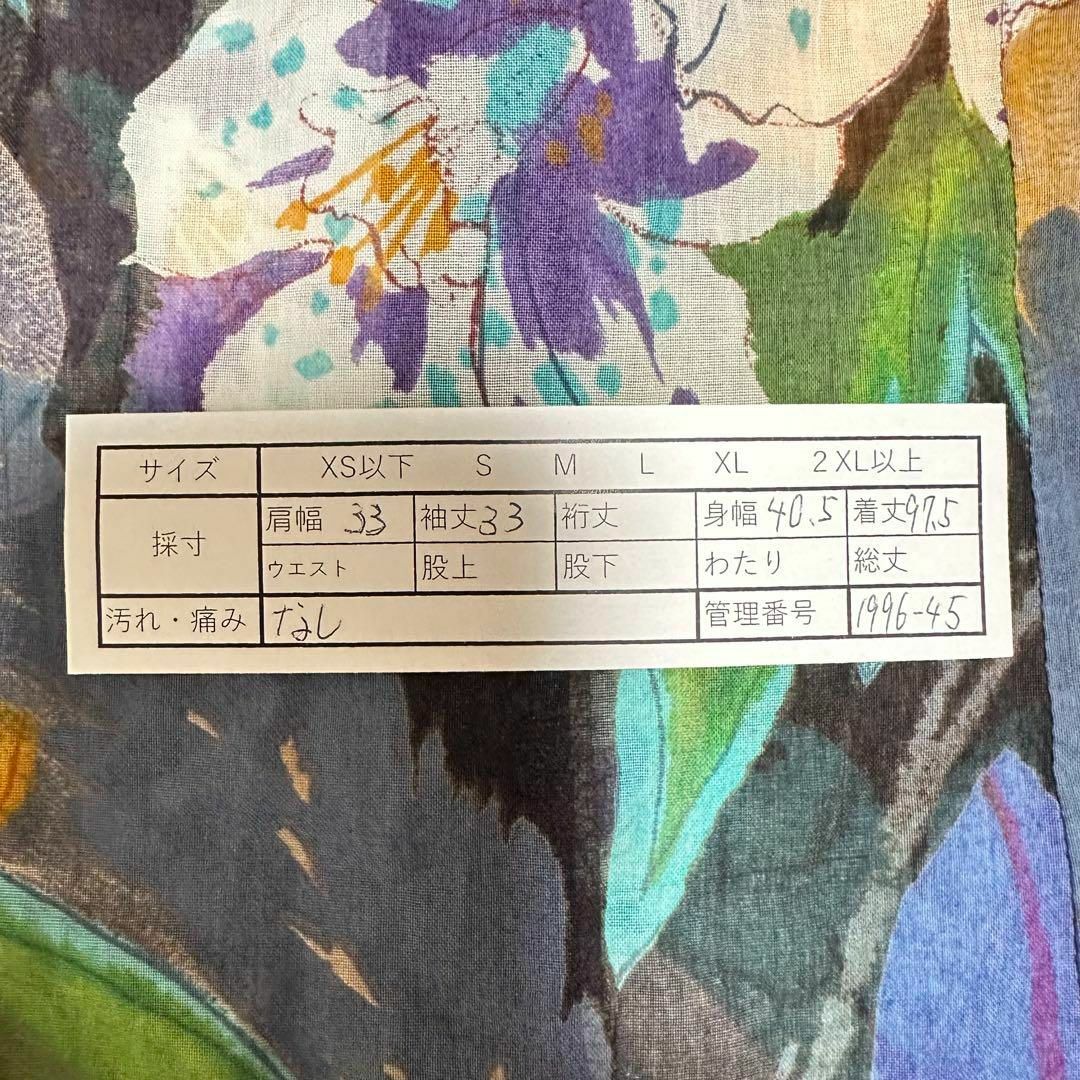 サイズ XS以下 S M L XL 2XL以上
採寸 肩幅 33 袖丈 33 裄丈 身幅 40.5 着丈 97.5
ウエスト 股上 股下 わたり 総丈
汚れ・痛み なし 管理番号 1996-45